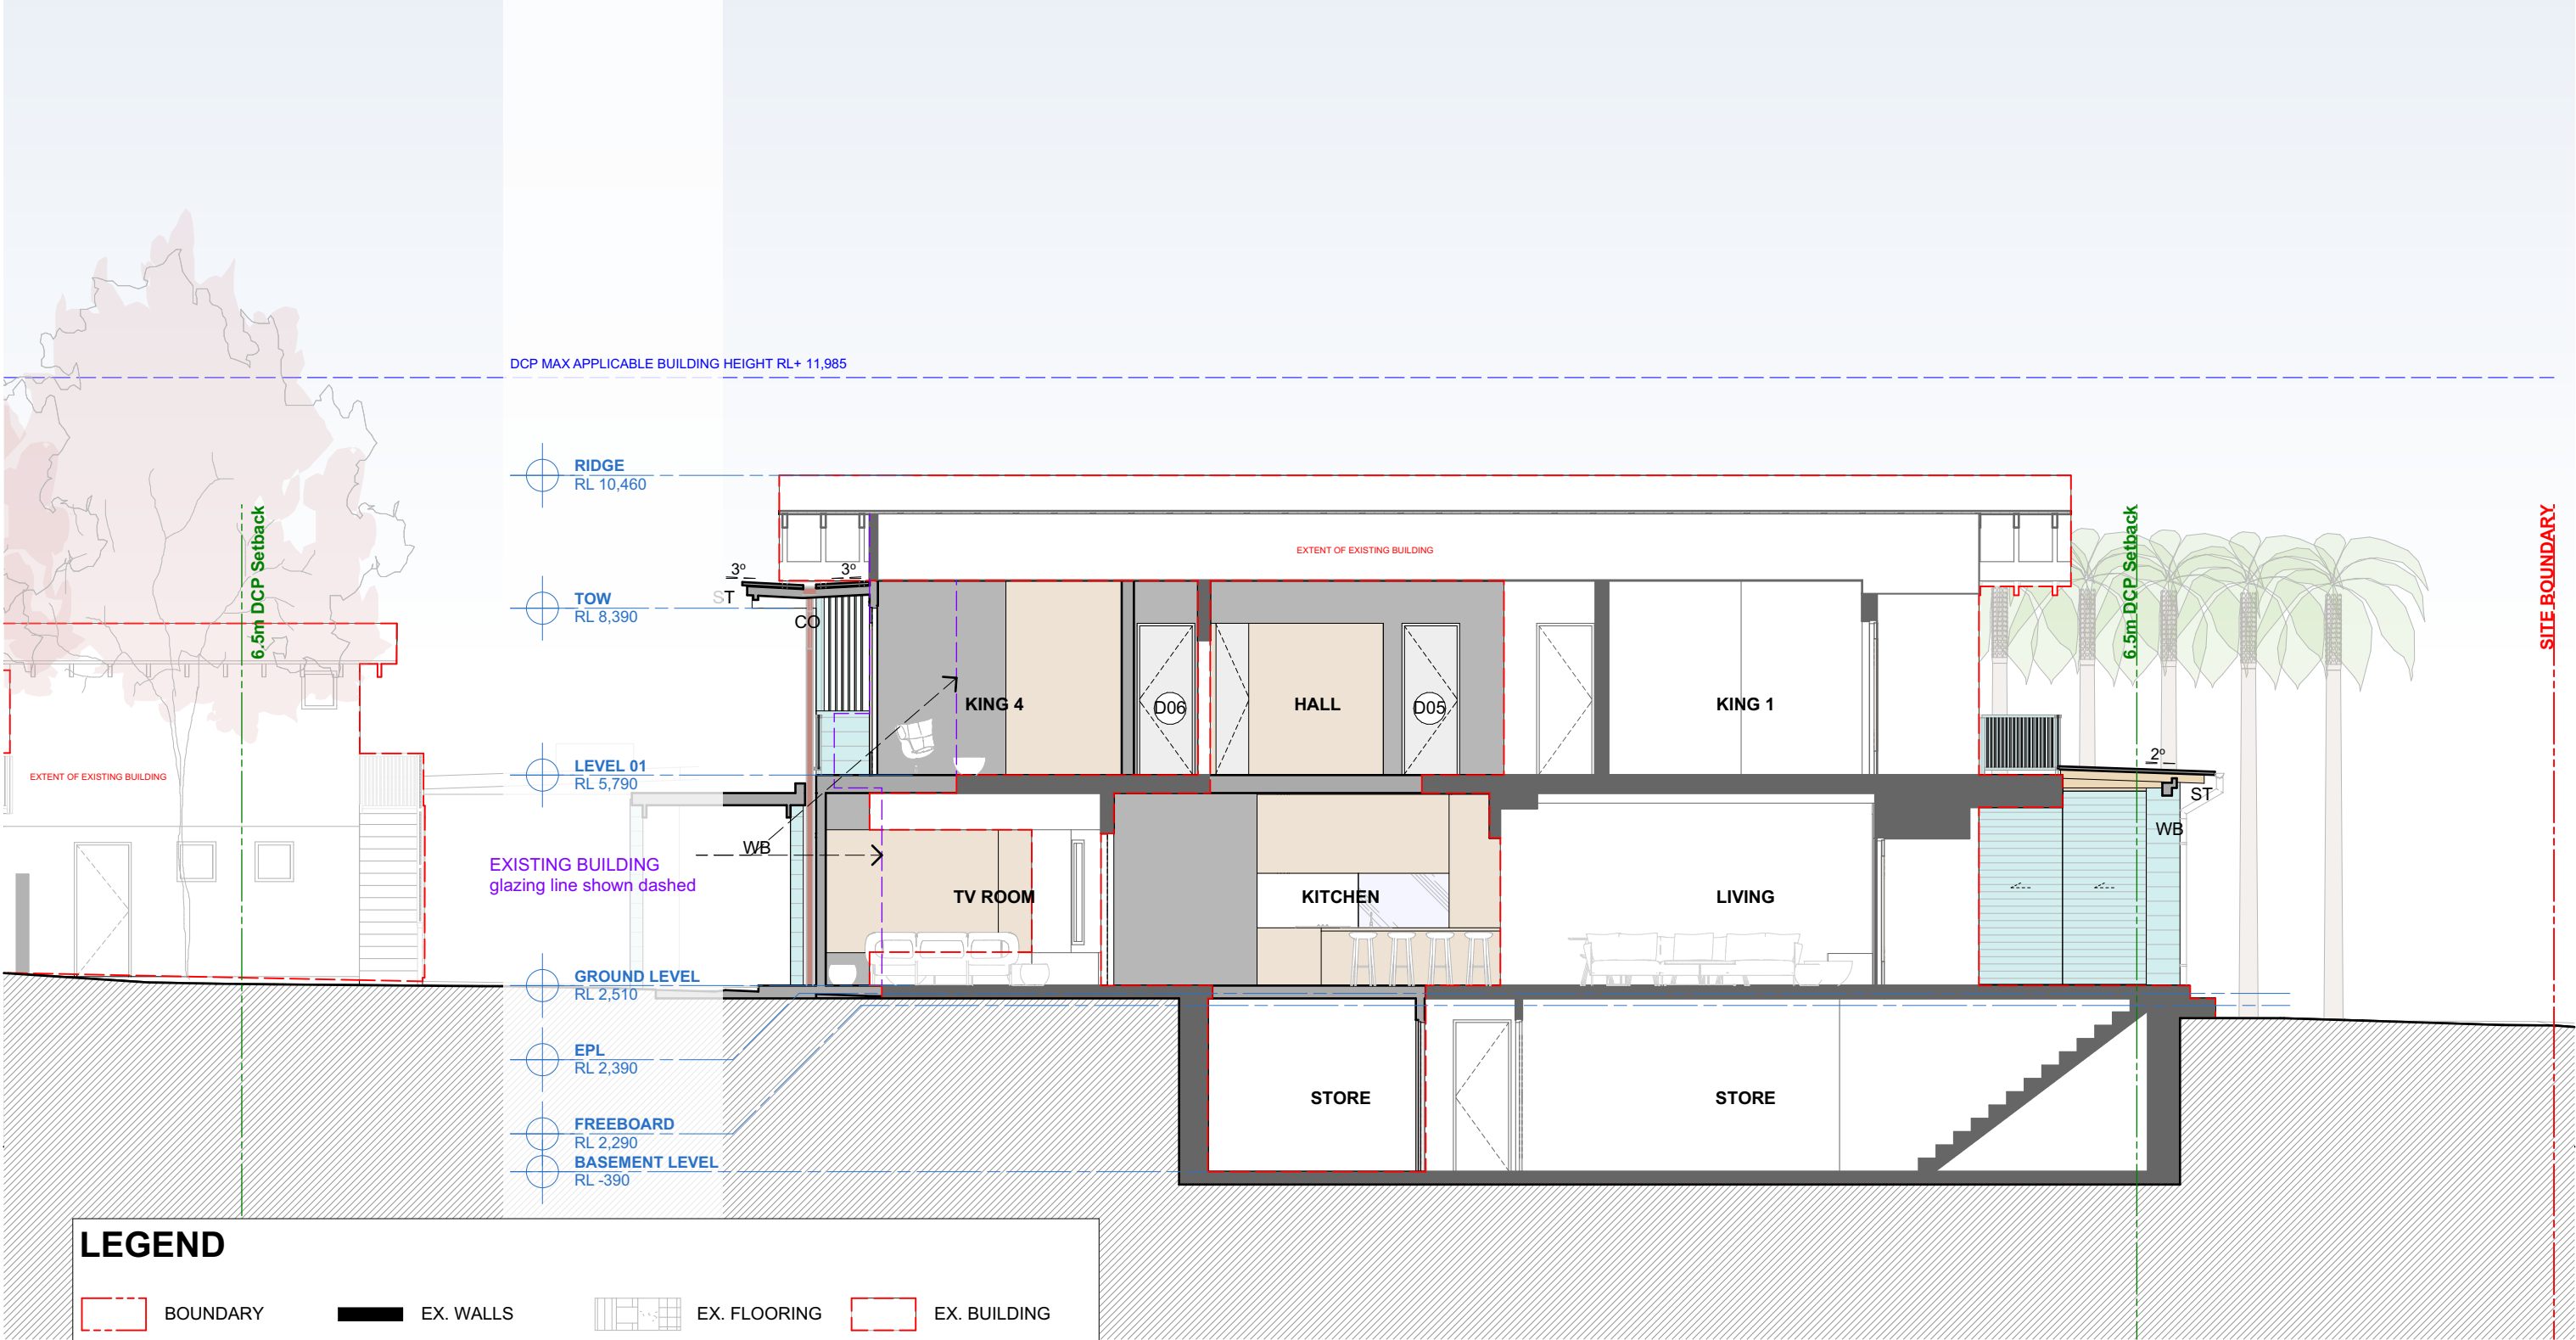 DCP MAX APPLICABLE BUILDING HEIGHT RL+ 11,985
RIDGE
RL 10,460
6.5m DCP Setback
6.5m DCP Setback
SITE BOUNDARY
EXTENT OF EXISTING BUILDING
3º
3º
ST
TOW
RL 8,390
CO
KING 4
D06
HALL
D05
KING 1
LEVEL 01
RL 5,790
2º
ST
EXTENT OF EXISTING BUILDING
WB
WB
EXISTING BUILDING
glazing line shown dashed
TV ROOM
KITCHEN
LIVING
GROUND LEVEL
RL 2,510
EPL
RL 2,390
STORE
STORE
FREEBOARD
RL 2,290
BASEMENT LEVEL
RL -390
LEGEND
BOUNDARY
EX. WALLS
EX. FLOORING
EX. BUILDING